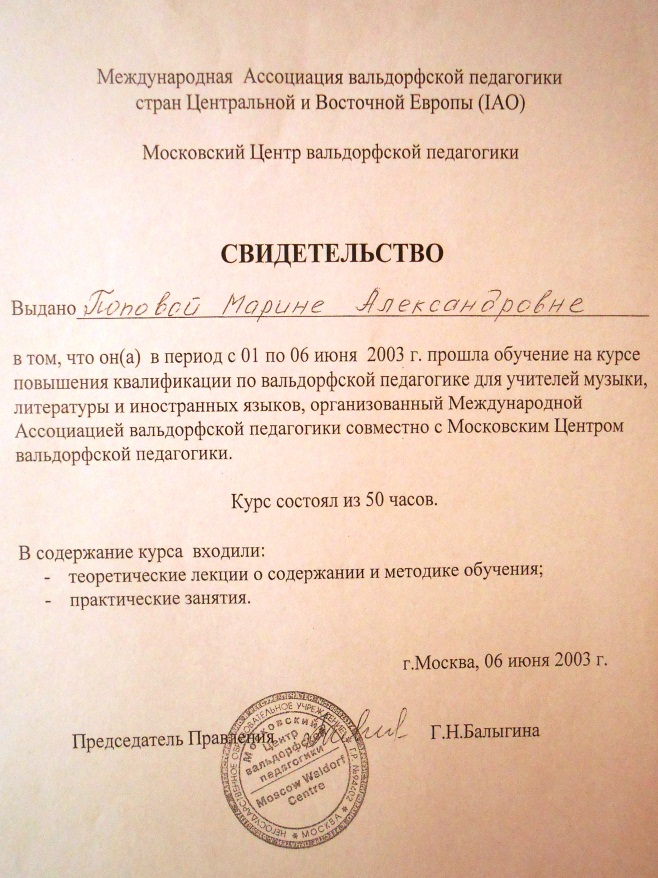 Международная Ассоциация вальдорфской педагогики
стран Центральной и Восточной Европы (IAO)
Московский Центр вальдорфской педагогики
СВИДЕТЕЛЬСТВО
Выдано Поповой Марине Александровне
в том, что он(а) в период с 01 по 06 июня 2003 г. прошла обучение на курсе
повышения квалификации по вальдорфской педагогике для учителей музыки,
литературы и иностранных языков, организованный Международной
Ассоциацией вальдорфской педагогики совместно с Московским Центром
вальдорфской педагогики.
Курс состоял из 50 часов.
В содержание курса входили:
- теоретические лекции о содержании и методике обучения;
- практические занятия.
г.Москва, 06 июня 2003 г.
Председатель Правления Г.Н.Балыгина
НЕГОСУДАРСТВЕННОЕ ОБРАЗОВАТЕЛЬНОЕ УЧРЕЖДЕНИЕ
МОСКВА
Московский
Центр
вальдорфской
педагогики
Moscow Waldorf
Centre